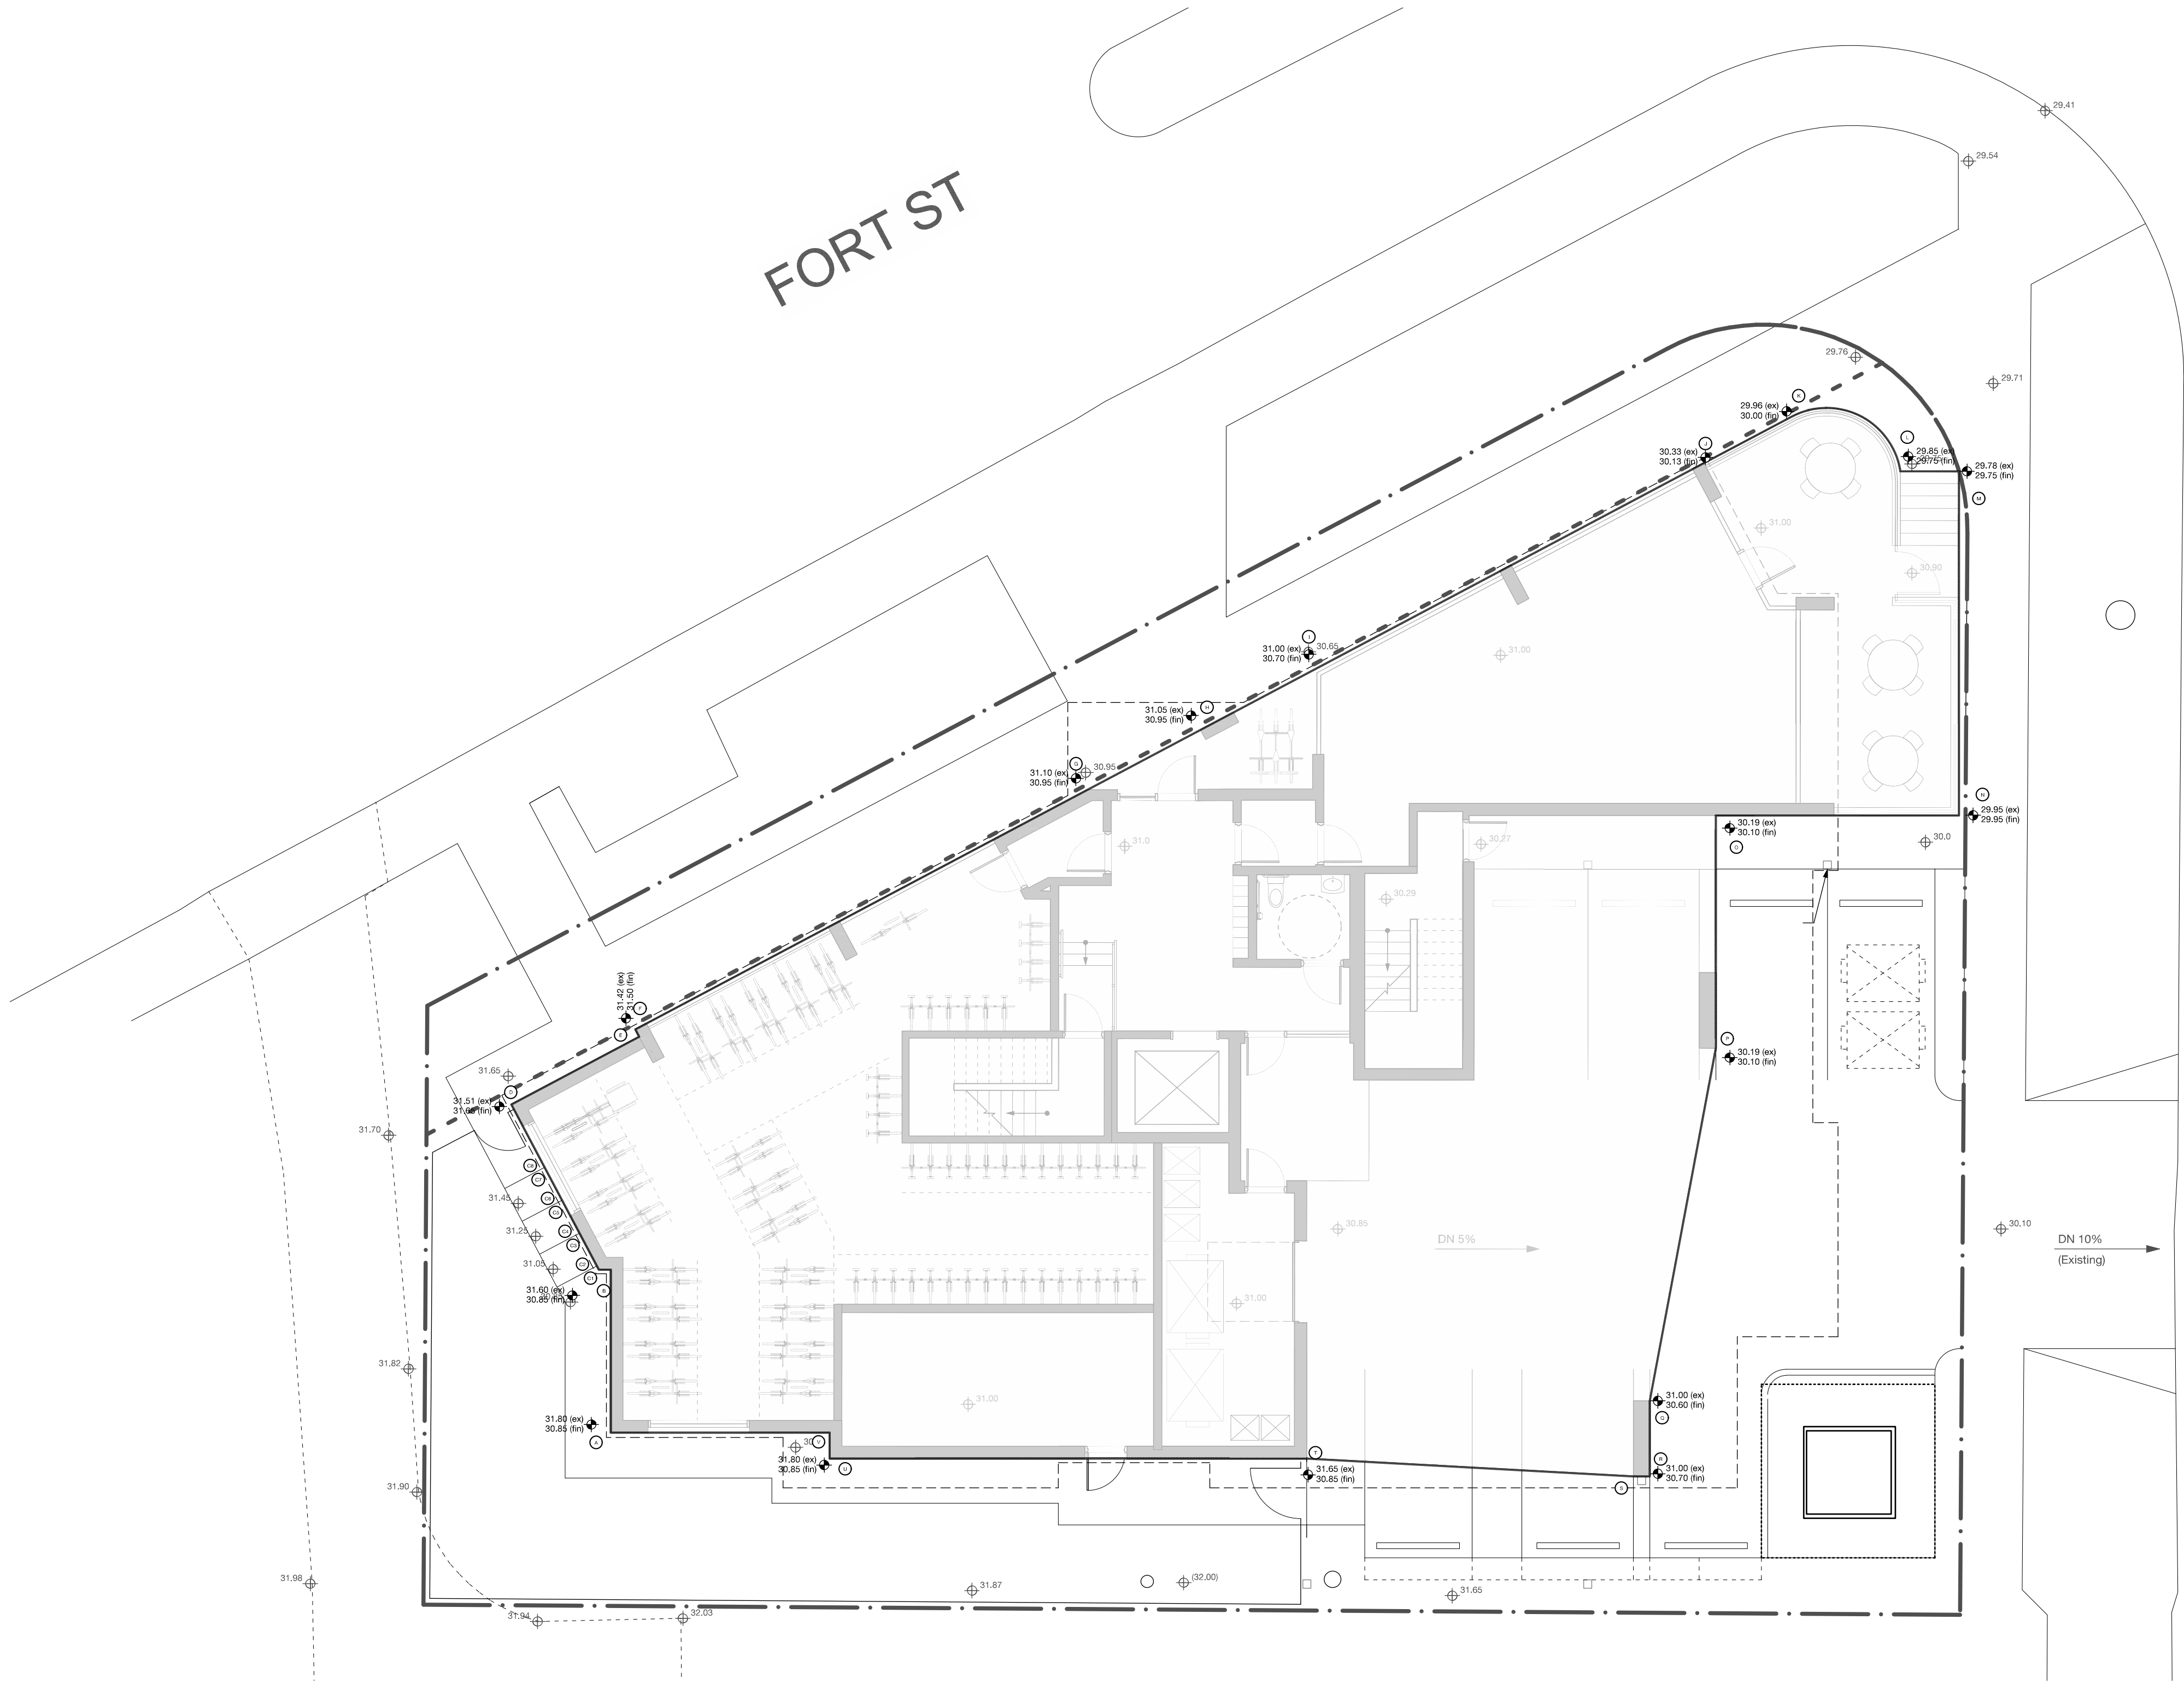 29.41
29.54
FORT ST
29.76
29.71
K
29.96 (ex)
30.00 (fin)
J
30.33 (ex)
30.13 (fin)
L
29.85 (ex)
29.75 (fin)
29.78 (ex)
29.75 (fin)
M
31.00
30.90
I
31.00 (ex)
30.70 (fin)
30.65
31.00
H
31.05 (ex)
30.95 (fin)
G
31.10 (ex)
30.95 (fin)
30.95
N
29.95 (ex)
29.95 (fin)
30.19 (ex)
30.10 (fin)
O
30.0
31.0
30.27
30.29
31.42 (ex)
31.50 (fin)
F
E
P
30.19 (ex)
30.10 (fin)
31.65
D
31.51 (ex)
31.70
C8
C7
31.45
C6
C5
31.25
C4
C3
31.05
C2
C1
B
31.60 (ex)
30.85 (fin)
30.85
DN 5%
30.10
DN 10%
(Existing)
31.00
31.82
31.00
31.00 (ex)
30.60 (fin)
Q
31.80 (ex)
30.85 (fin)
A
V
31.80 (ex)
30.85 (fin)
U
T
31.65 (ex)
30.85 (fin)
R
31.00 (ex)
30.70 (fin)
S
31.90
31.98
31.87
(32.00)
31.65
31.94
32.03